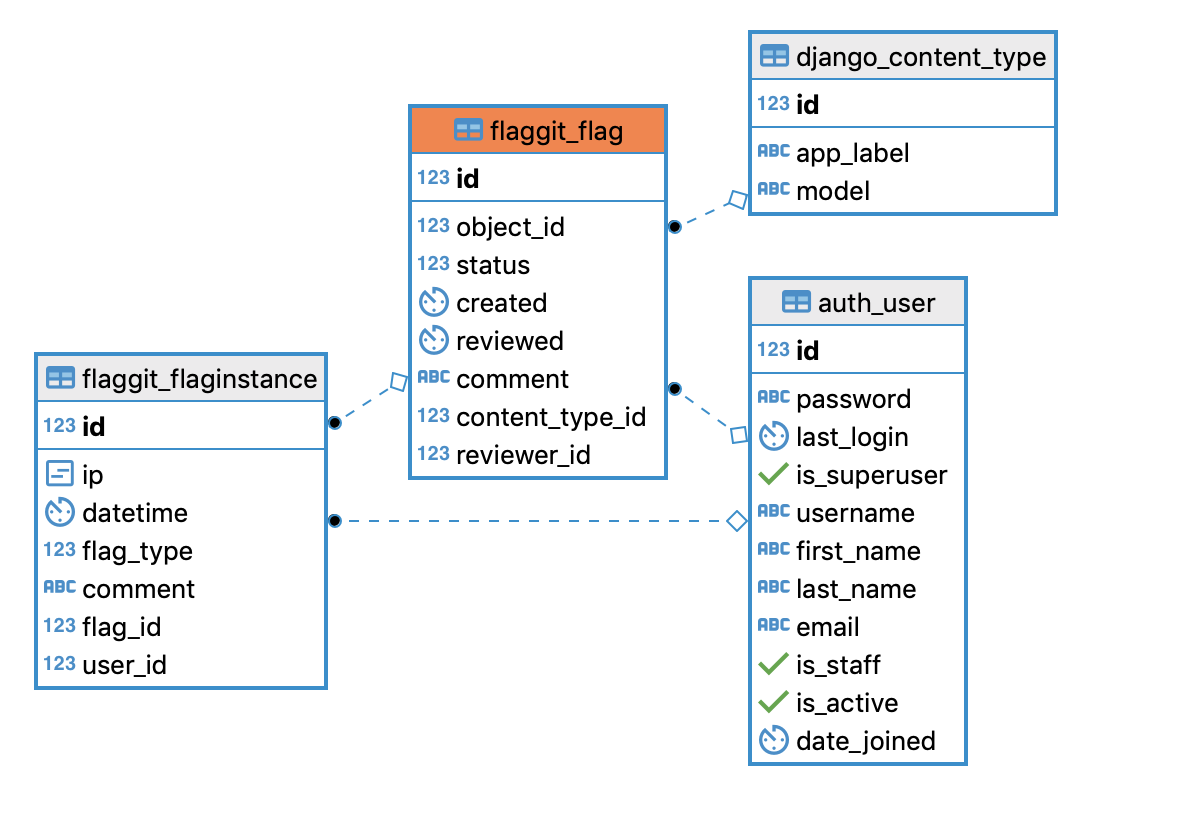 django_content_type
123 id
ABC app_label
ABC model
flaggit_flag
123 id
123 object_id
123 status
created
reviewed
ABC comment
123 content_type_id
123 reviewer_id
auth_user
123 id
ABC password
last_login
is_superuser
ABC username
ABC first_name
ABC last_name
ABC email
is_staff
is_active
date_joined
flaggit_flaginstance
123 id
ip
datetime
123 flag_type
ABC comment
123 flag_id
123 user_id